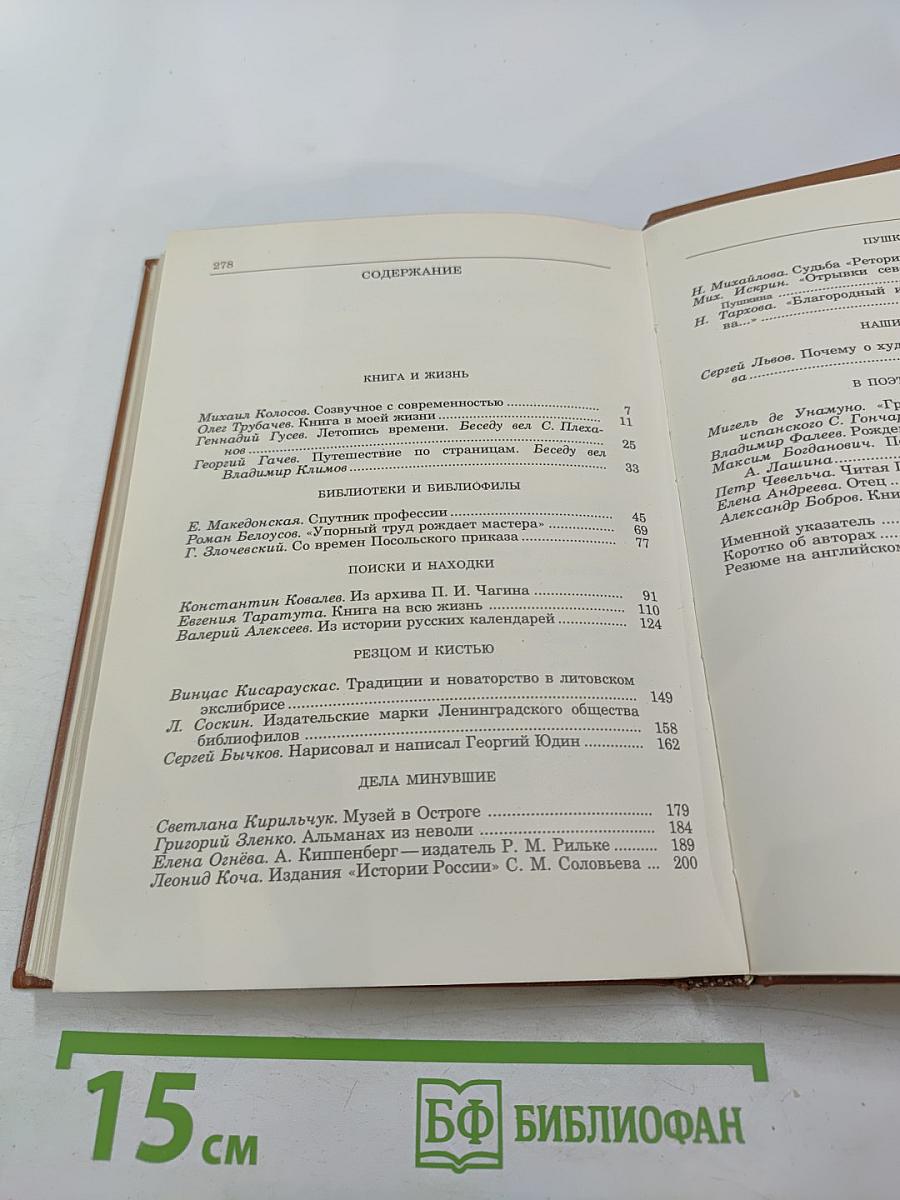 278
СОДЕРЖАНИЕ
КНИГА И ЖИЗНЬ
Михаил Колосов. Созвучное с современностью ........ 7
Олег Трубачев. Книга в моей жизни ........ 11
Геннадий Гусев. Летопись времени. Беседу вел С. Плеха-
нов ........ 25
Георгий Гачев. Путешествие по страницам. Беседу вел
Владимир Климов ........ 33
БИБЛИОТЕКИ И БИБЛИОФИЛЫ
Е. Македонская. Спутник профессии ........ 45
Роман Белоусов. «Упорный труд рождает мастера» ........ 69
Г. Злочевский. Со времен Посольского приказа ........ 77
ПОИСКИ И НАХОДКИ
Константин Ковалев. Из архива П. И. Чагина ........ 91
Евгения Таратута. Книга на всю жизнь ........ 110
Валерий Алексеев. Из истории русских календарей ........ 124
РЕЗЦОМ И КИСТЬЮ
Винцас Кисараускас. Традиции и новаторство в литовском
экслибрисе ........ 149
Л. Соскин. Издательские марки Ленинградского общества
библиофилов ........ 158
Сергей Бычков. Нарисовал и написал Георгий Юдин ........ 162
ДЕЛА МИНУВШИЕ
Светлана Кирильчук. Музей в Остроге ........ 179
Григорий Зленко. Альманах из неволи ........ 184
Елена Огнёва. А. Киппенберг — издатель Р. М. Рильке ........ 189
Леонид Коча. Издания «Истории России» С. М. Соловьева ... 200
ПУШК
Н. Михайлова. Судьба «Ретори
Мих. Искрин. «Отрывки сев
Пушкина ........
Н. Тархова. «Благородный и
ва...» ........
НАШИ
Сергей Львов. Почему о худ
ва ........
В ПОЭТ
Мигель де Унамуно. «Гр
испанского С. Гончар
Владимир Фалеев. Рожде
Максим Богданович. П
А. Лашина ........
Петр Чевельча. Читая
Елена Андреева. Отец ...
Александр Бобров. Кни
Именной указатель ....
Коротко об авторах ....
Резюме на английском
15 см
БФ БИБЛИОФАН